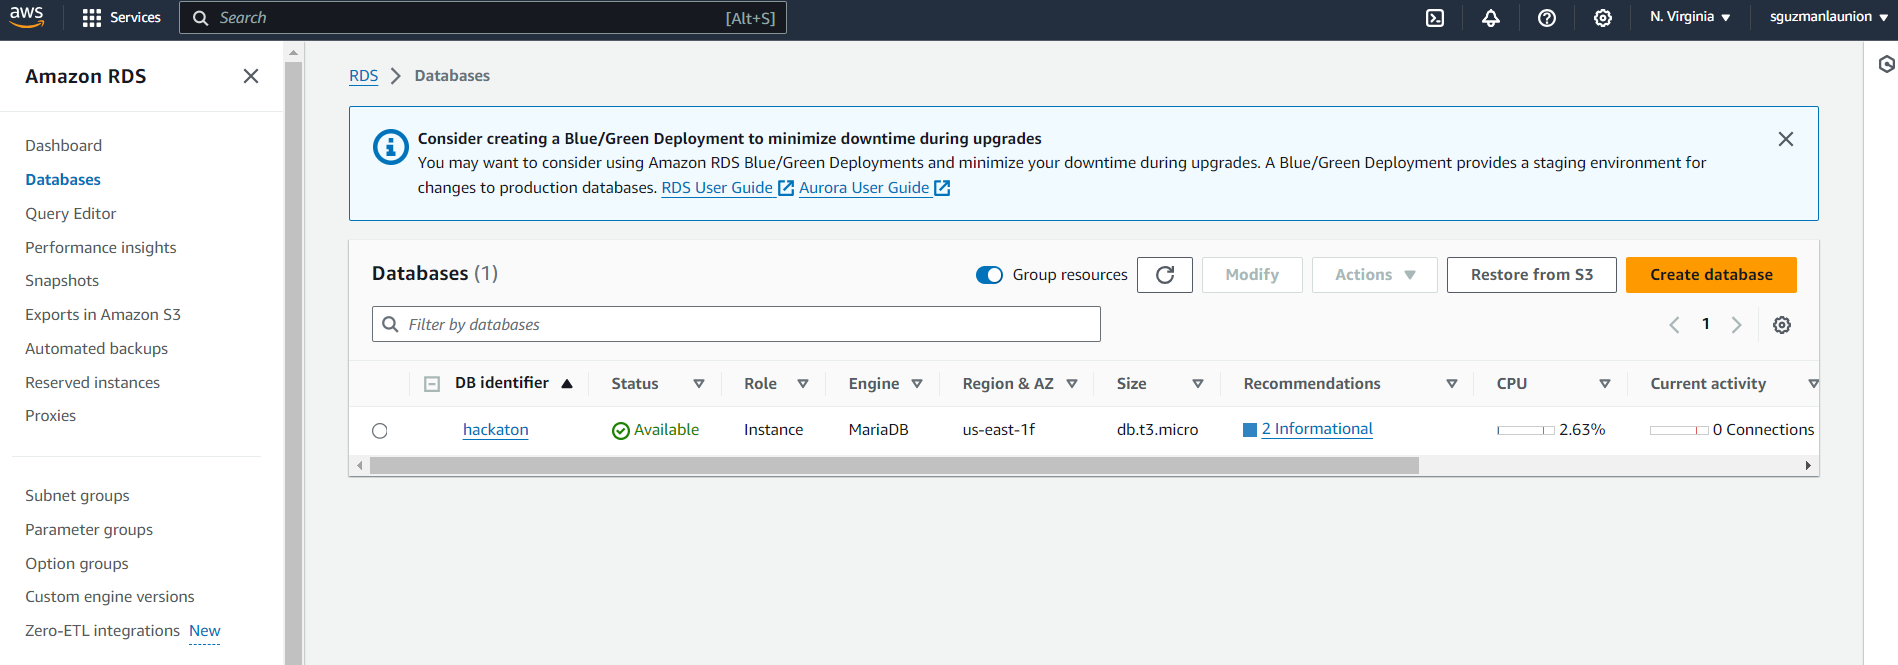 aws
Services
Search
[Alt+S]
N. Virginia
sguzmanlaunion
Amazon RDS
Dashboard
Databases
Query Editor
Performance insights
Snapshots
Exports in Amazon S3
Automated backups
Reserved instances
Proxies
Subnet groups
Parameter groups
Option groups
Custom engine versions
Zero-ETL integrations New
RDS > Databases
Consider creating a Blue/Green Deployment to minimize downtime during upgrades
You may want to consider using Amazon RDS Blue/Green Deployments and minimize your downtime during upgrades. A Blue/Green Deployment provides a staging environment for
changes to production databases. RDS User Guide Aurora User Guide
Databases (1)
Group resources
Modify
Actions
Restore from S3
Create database
Filter by databases
1
DB identifier Status Role Engine Region & AZ Size Recommendations CPU Current activity
hackaton Available Instance MariaDB us-east-1f db.t3.micro 2 Informational 2.63% 0 Connections